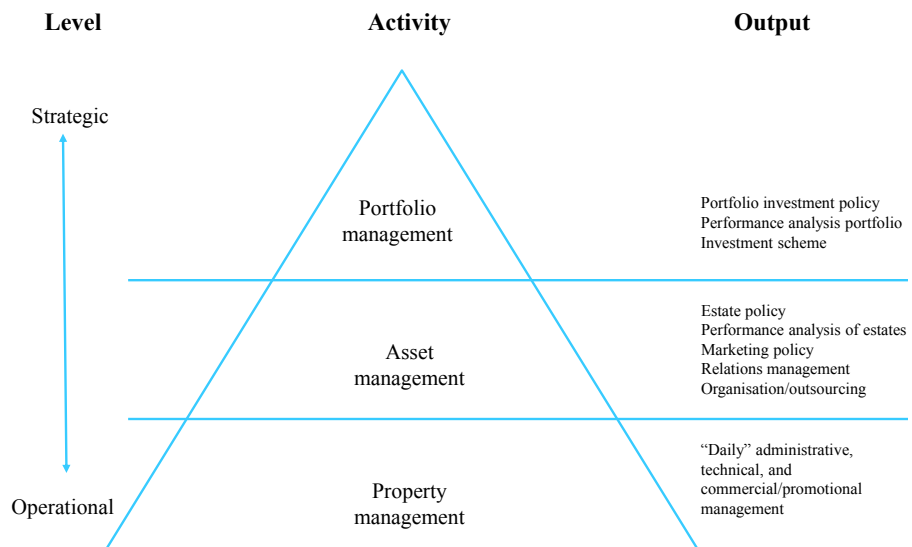 Level
Activity
Output
Strategic
Portfolio
management
Portfolio investment policy
Performance analysis portfolio
Investment scheme
Asset
management
Estate policy
Performance analysis of estates
Marketing policy
Relations management
Organisation/outsourcing
Operational
Property
management
“Daily” administrative,
technical, and
commercial/promotional
management